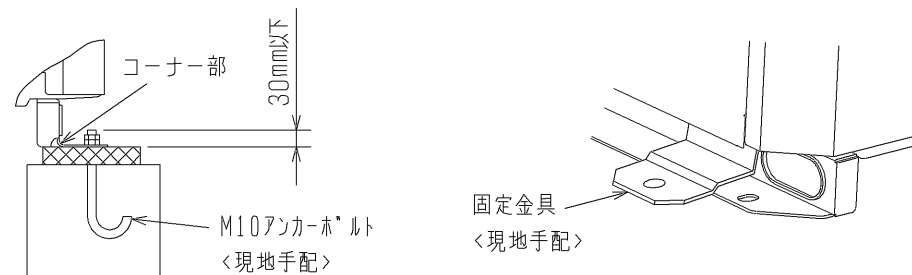 コーナー部
30mm以下
M10アンカーボルト
<現地手配>
固定金具
<現地手配>